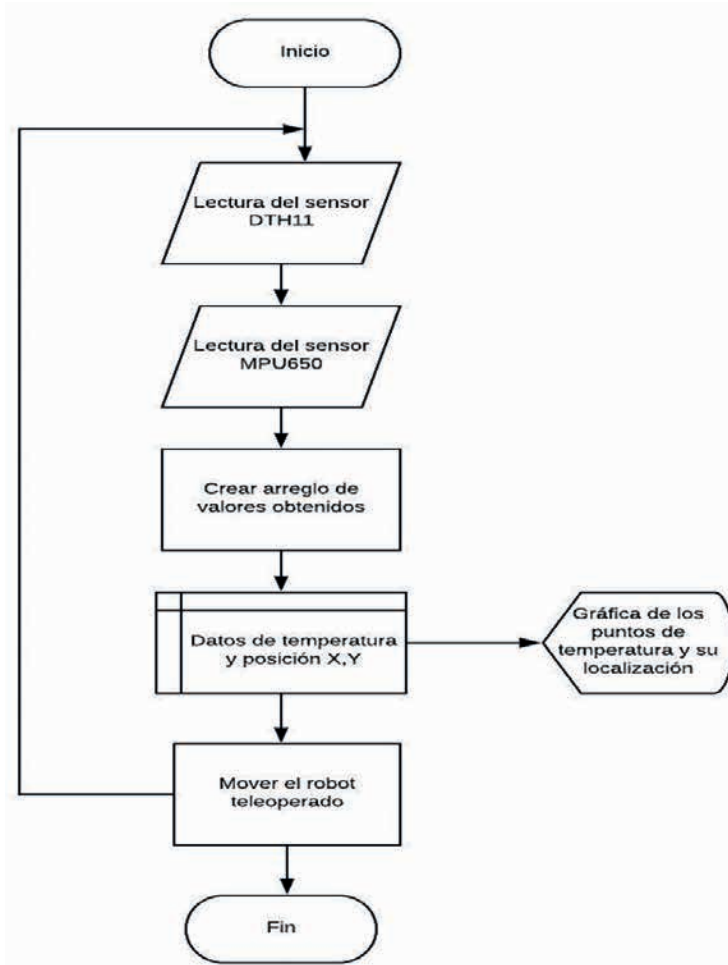 Inicio
Lectura del sensor
DTH11
Lectura del sensor
MPU650
Crear arreglo de
valores obtenidos
Datos de temperatura
y posición X,Y
Gráfica de los
puntos de
temperatura y su
localización
Mover el robot
teleoperado
Fin